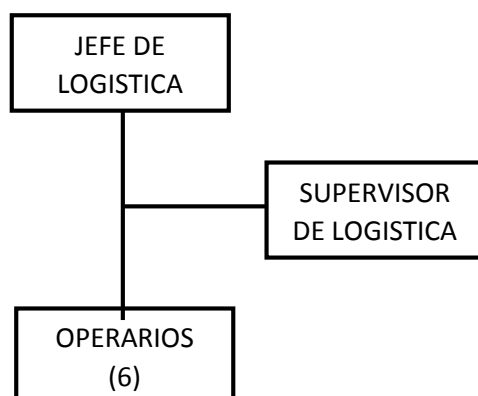 JEFE DE
LOGISTICA
SUPERVISOR
DE LOGISTICA
OPERARIOS
(6)